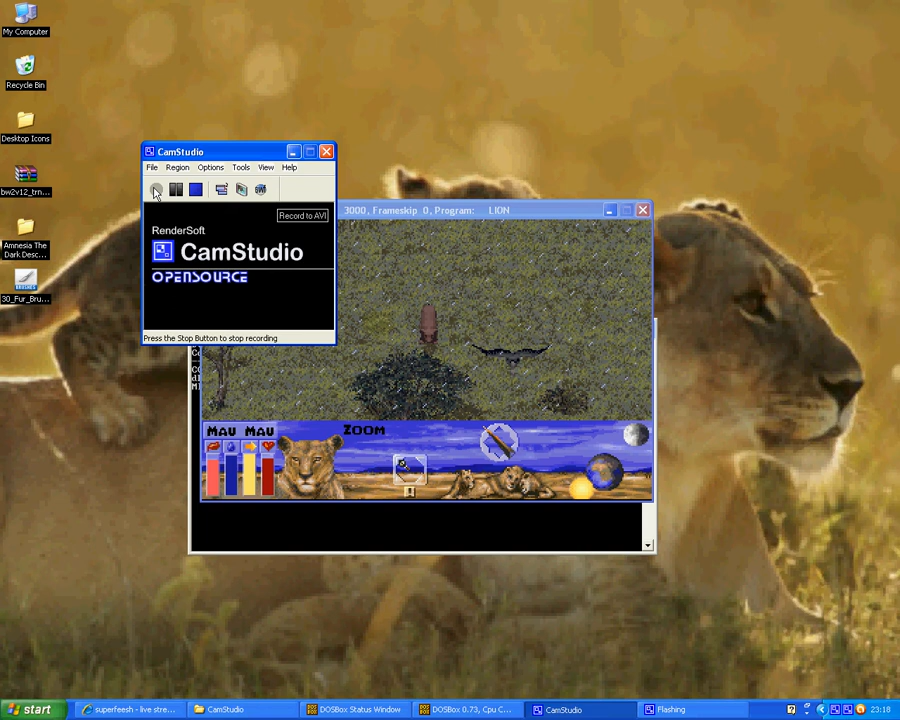 My Computer
Recycle Bin
Desktop Icons
bw2v12_trn...
Amnesia The
Dark Desc...
30_Fur_Bru...
CamStudio
File Region Options Tools View Help
Record to AVI
RenderSoft
CamStudio
OPENSOURCE
Press the Stop Button to stop recording
3000, Frameskip 0, Program: LION
MAU MAU
ZOOM
start
superfeesh - live stre...
CamStudio
DOSBox Status Window
DOSBox 0.73, Cpu C...
CamStudio
Flashing
23:18